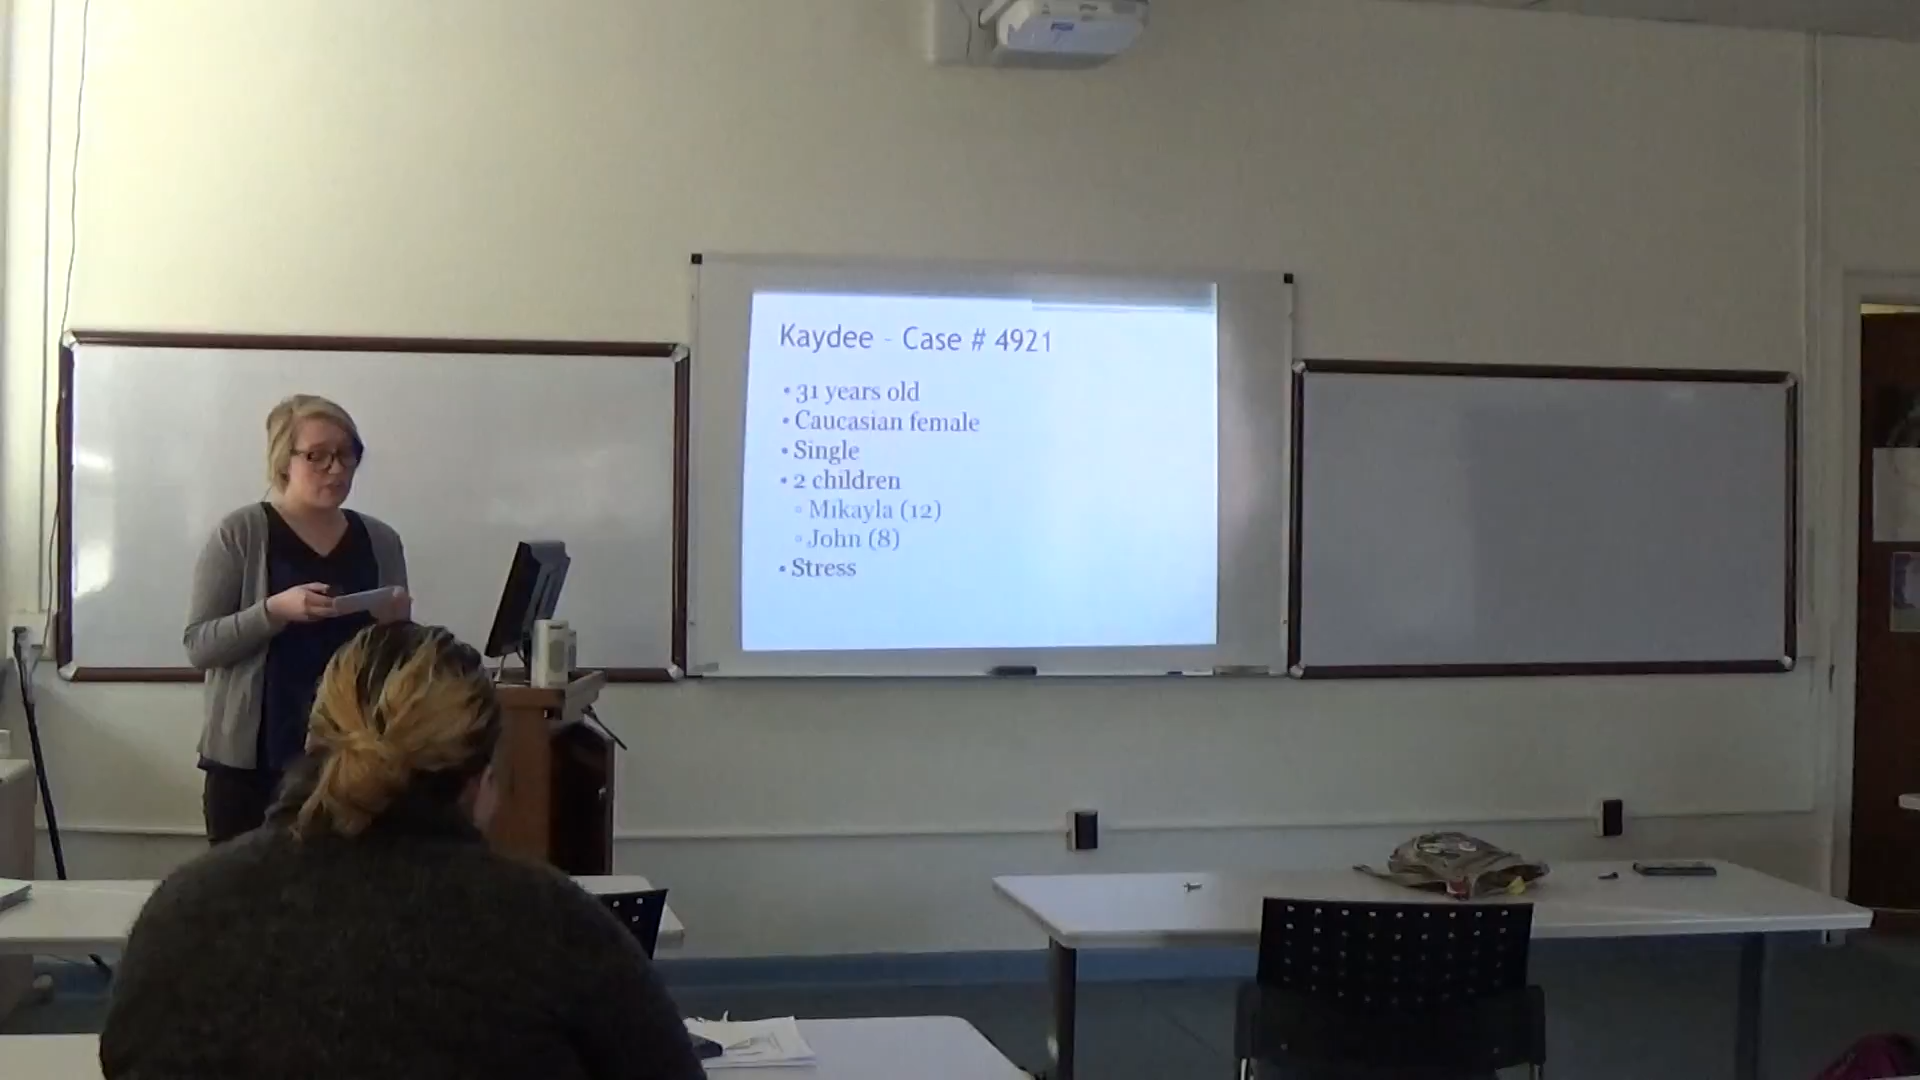 Kaydee - Case # 4921
• 31 years old
• Caucasian female
• Single
• 2 children
▫ Mikayla (12)
▫ John (8)
• Stress